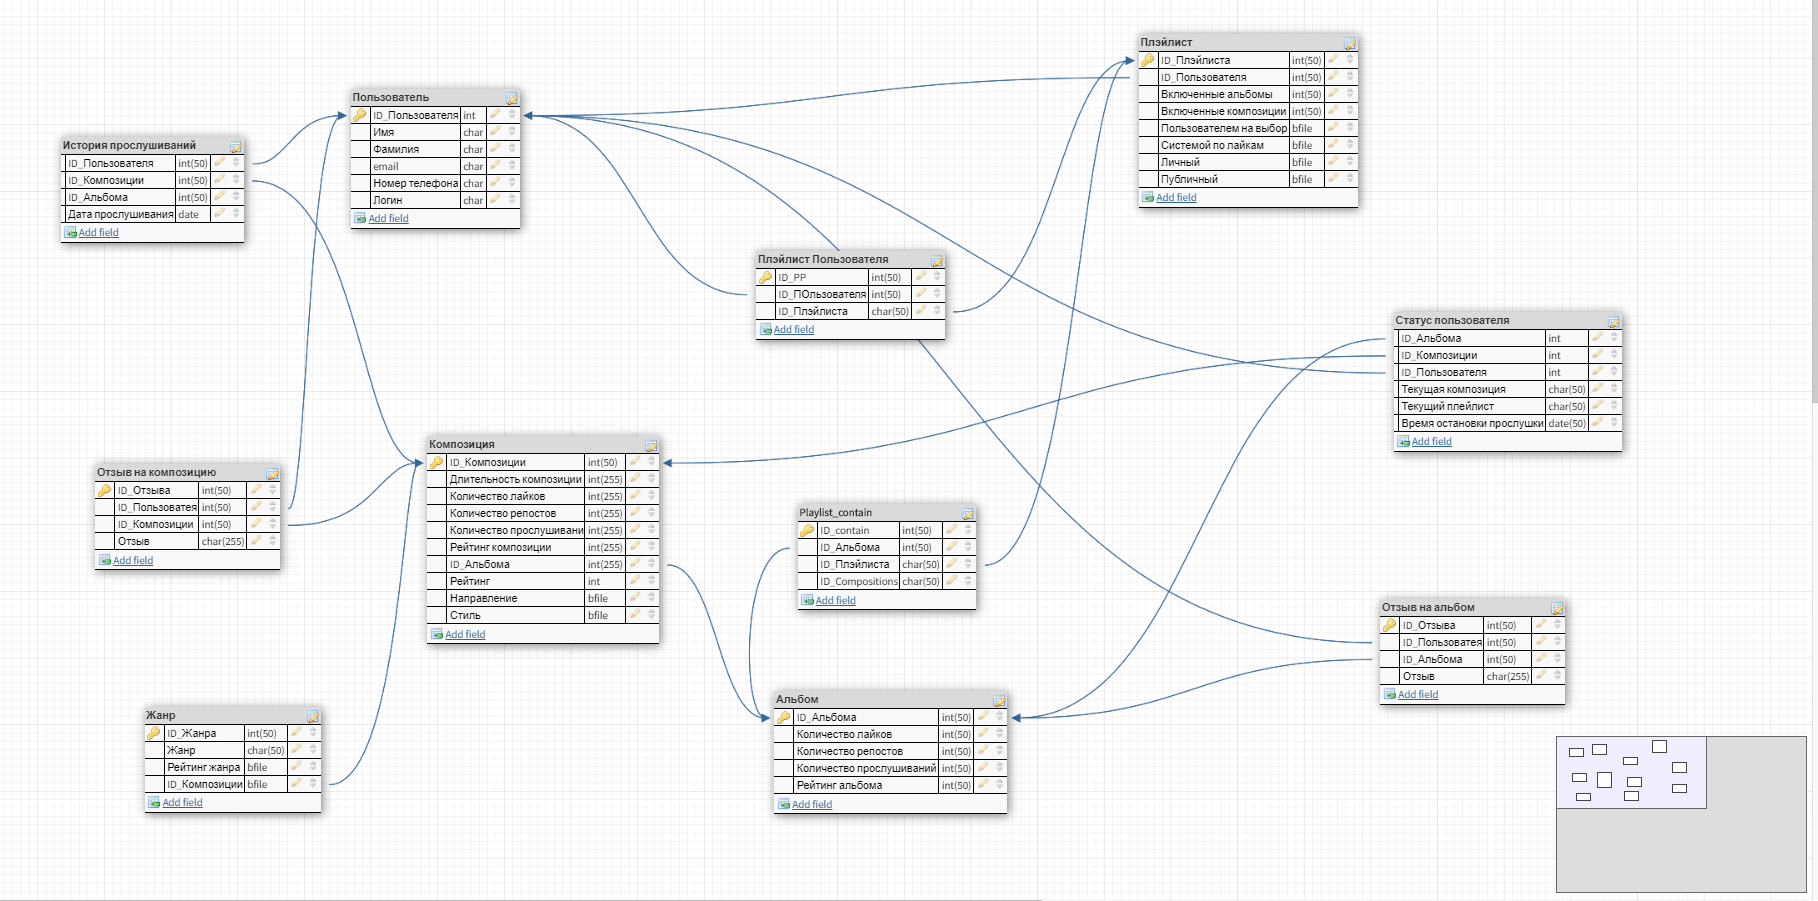 Плэйлист
ID_Плэйлиста int(50)
ID_Пользователя int(50)
Включенные альбомы int(50)
Включенные композиции int(50)
Пользователем на выбор bfile
Системой по лайкам bfile
Личный bfile
Публичный bfile
Add field
Пользователь
ID_Пользователя int
Имя char
Фамилия char
email char
Номер телефона char
Логин char
Add field
История прослушиваний
ID_Пользователя int(50)
ID_Композиции int(50)
ID_Альбома int(50)
Дата прослушивания date
Add field
Плэйлист Пользователя
ID_PP int(50)
ID_ПОльзователя int(50)
ID_Плэйлиста char(50)
Add field
Статус пользователя
ID_Альбома int
ID_Композиции int
ID_Пользователя int
Текущая композиция char(50)
Текущий плейлист char(50)
Время остановки прослушки date(50)
Add field
Композиция
ID_Композиции int(50)
Длительность композиции int(255)
Количество лайков int(255)
Количество репостов int(255)
Количество прослушивани int(255)
Рейтинг композиции int(255)
ID_Альбома int(255)
Рейтинг int
Направление bfile
Стиль bfile
Add field
Отзыв на композицию
ID_Отзыва int(50)
ID_Пользователя int(50)
ID_Композиции int(50)
Отзыв char(255)
Add field
Playlist_contain
ID_contain int(50)
ID_Альбома int(50)
ID_Плэйлиста char(50)
ID_Compositions char(50)
Add field
Отзыв на альбом
ID_Отзыва int(50)
ID_Пользователя int(50)
ID_Альбома int(50)
Отзыв char(255)
Add field
Альбом
ID_Альбома int(50)
Количество лайков int(50)
Количество репостов int(50)
Количество прослушиваний int(50)
Рейтинг альбома int(50)
Add field
Жанр
ID_Жанра int(50)
Жанр char(50)
Рейтинг жанра bfile
ID_Композиции bfile
Add field